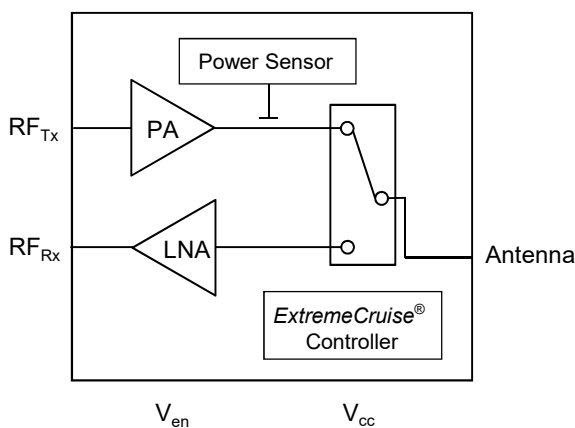 Power Sensor
RF_Tx
PA
RF_Rx
LNA
Antenna
ExtremeCruise®
Controller
V_en
V_cc